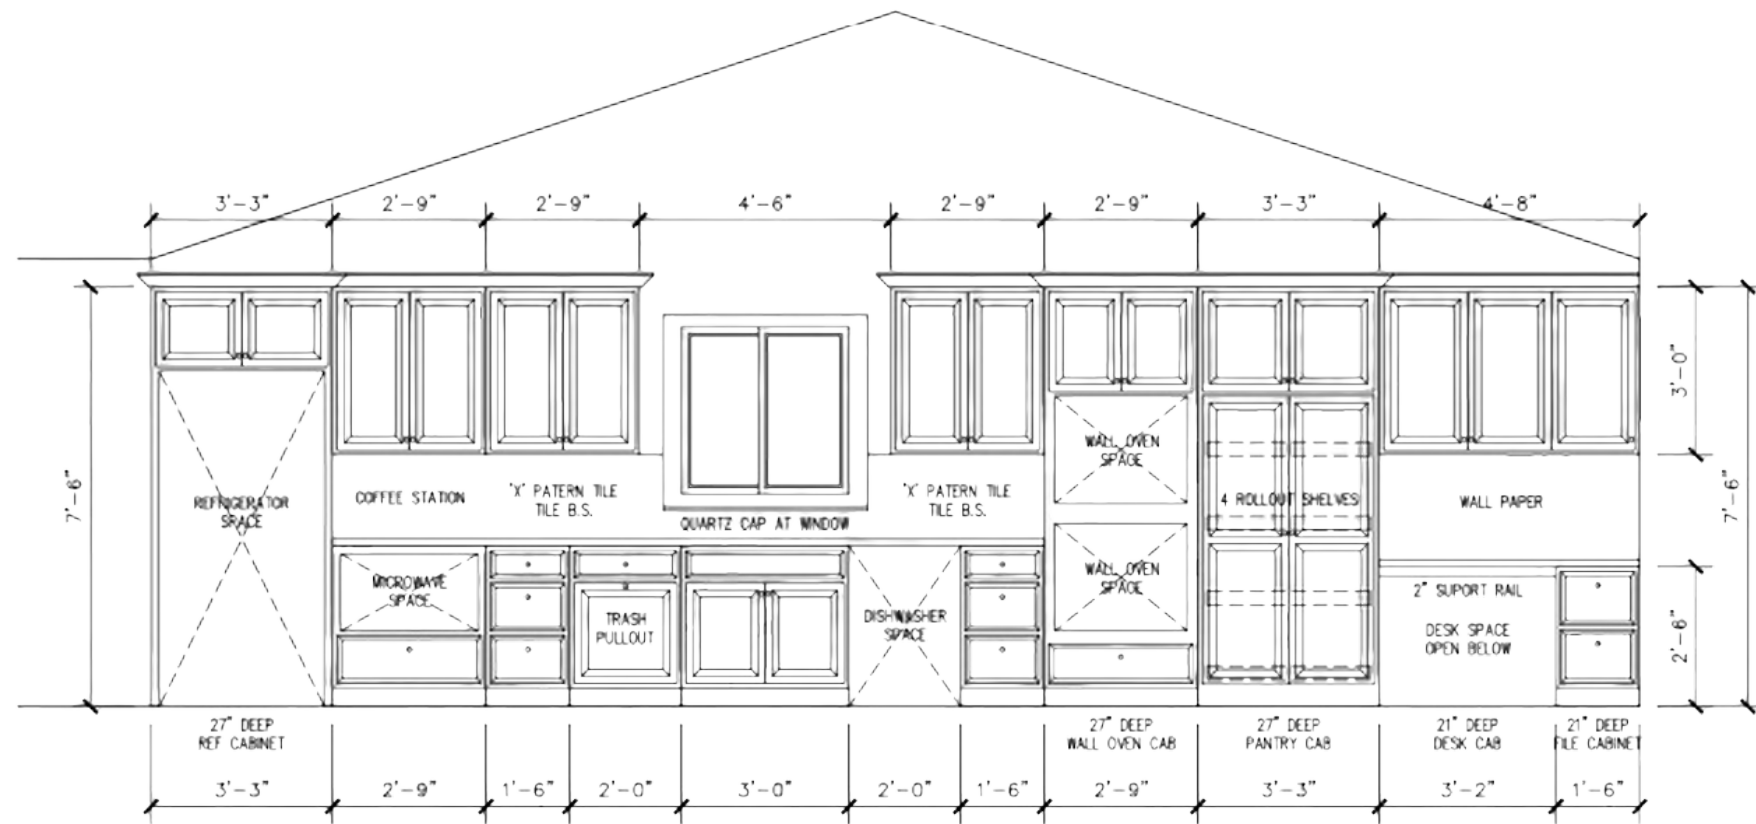 3'-3" 2'-9" 2'-9" 4'-6" 2'-9" 2'-9" 3'-3" 4'-8"
7'-6"
3'-0"
7'-6"
2'-6"
REFRIGERATOR
SPACE
COFFEE STATION
'X' PATERN TILE
TILE B.S.
QUARTZ CAP AT WINDOW
'X' PATERN TILE
TILE B.S.
WALL OVEN
SPACE
4 ROLLOUT SHELVES
WALL PAPER
MICROWAVE
SPACE
TRASH
PULLOUT
DISHWASHER
SPACE
WALL OVEN
SPACE
2" SUPORT RAIL
DESK SPACE
OPEN BELOW
27" DEEP
REF CABINET
27" DEEP
WALL OVEN CAB
27" DEEP
PANTRY CAB
21" DEEP
DESK CAB
21" DEEP
FILE CABINET
3'-3" 2'-9" 1'-6" 2'-0" 3'-0" 2'-0" 1'-6" 2'-9" 3'-3" 3'-2" 1'-6"